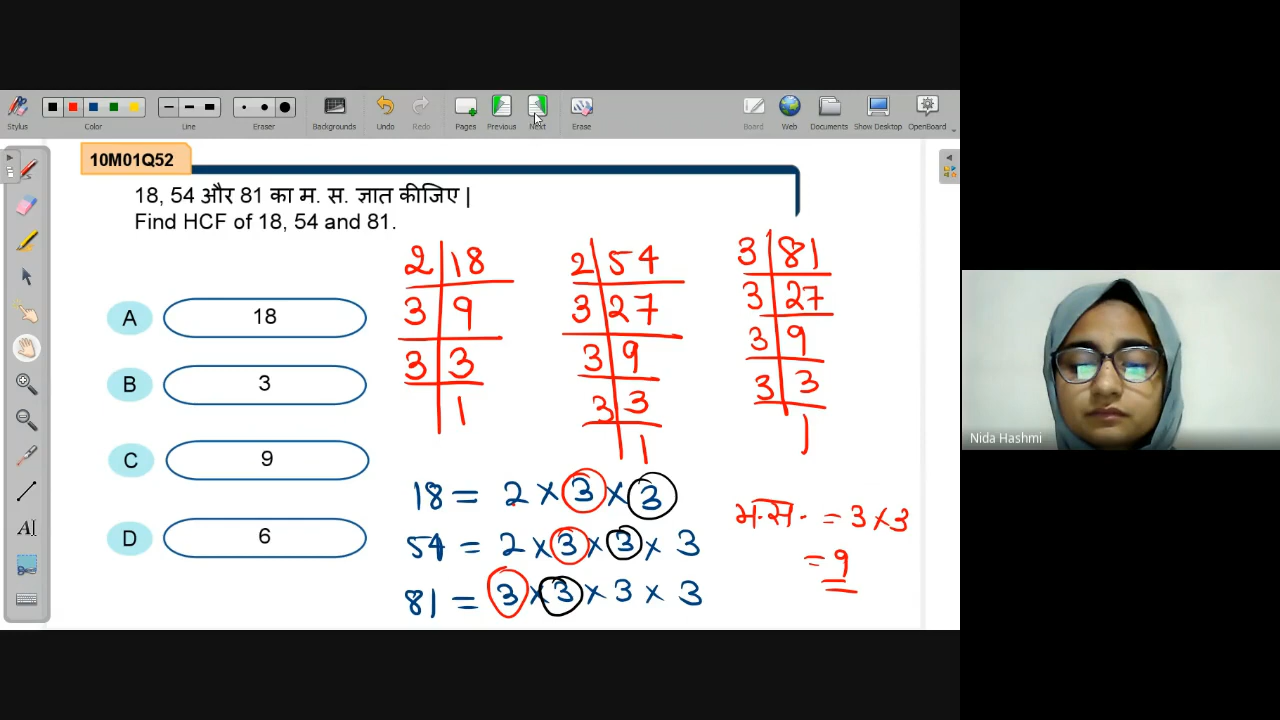 Stylus
Color
Line
Eraser
Backgrounds
Undo
Redo
Pages
Previous
Next
Erase
Board
Web
Documents
Show Desktop
OpenBoard
10M01Q52
18, 54 और 81 का म. स. ज्ञात कीजिए |
Find HCF of 18, 54 and 81.
A 18
B 3
C 9
D 6
2 18
3 9
3 3
1
2 54
3 27
3 9
3 3
1
3 81
3 27
3 9
3 3
1
18 = 2 × 3 × 3
54 = 2 × 3 × 3 × 3
81 = 3 × 3 × 3 × 3
म.स. = 3 × 3
= 9
Nida Hashmi